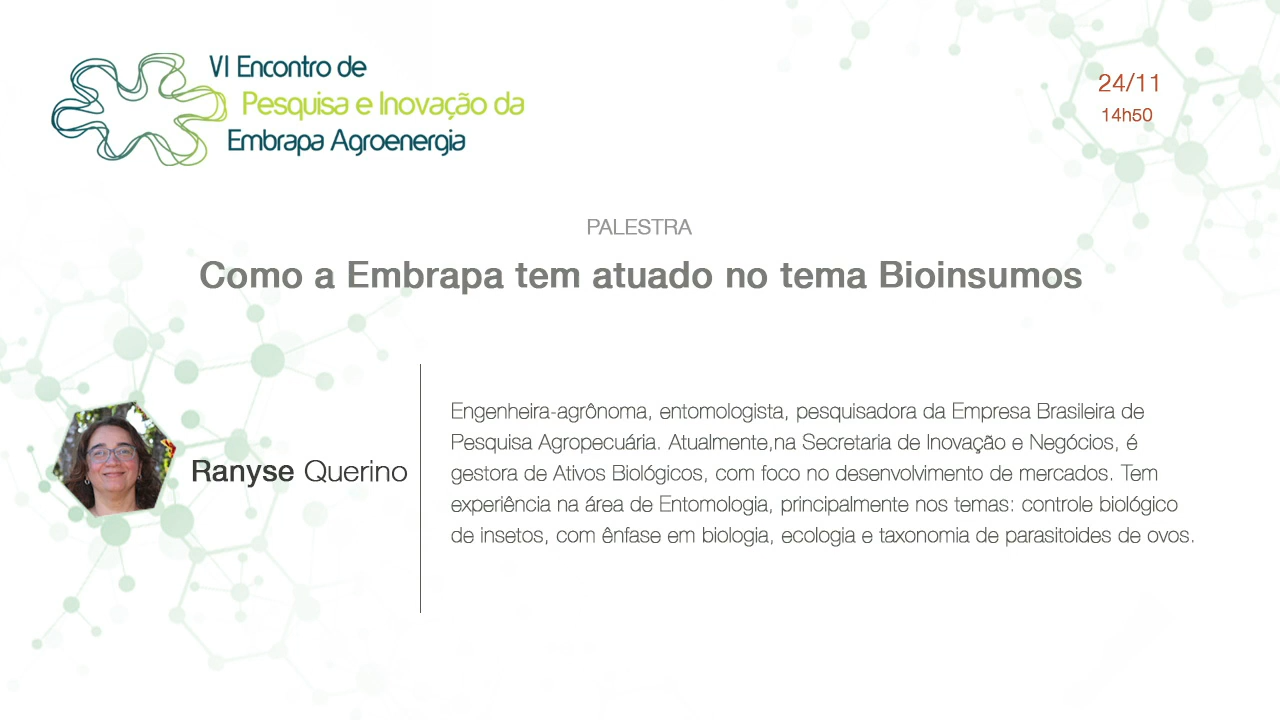 VI Encontro de
Pesquisa e Inovação da
Embrapa Agroenergia
24/11
14h50
PALESTRA
Como a Embrapa tem atuado no tema Bioinsumos
Ranyse Querino
Engenheira-agrônoma, entomologista, pesquisadora da Empresa Brasileira de
Pesquisa Agropecuária. Atualmente,na Secretaria de Inovação e Negócios, é
gestora de Ativos Biológicos, com foco no desenvolvimento de mercados. Tem
experiência na área de Entomologia, principalmente nos temas: controle biológico
de insetos, com ênfase em biologia, ecologia e taxonomia de parasitoides de ovos.